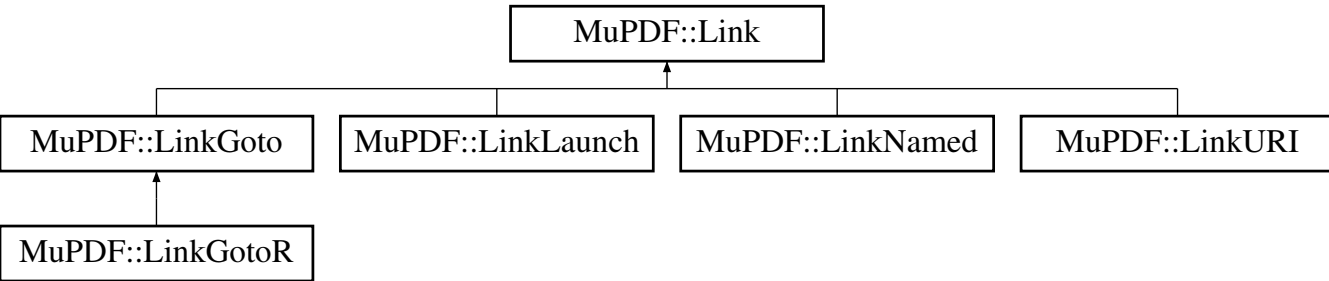 MuPDF::Link
MuPDF::LinkGoto
MuPDF::LinkLaunch
MuPDF::LinkNamed
MuPDF::LinkURI
MuPDF::LinkGotoR